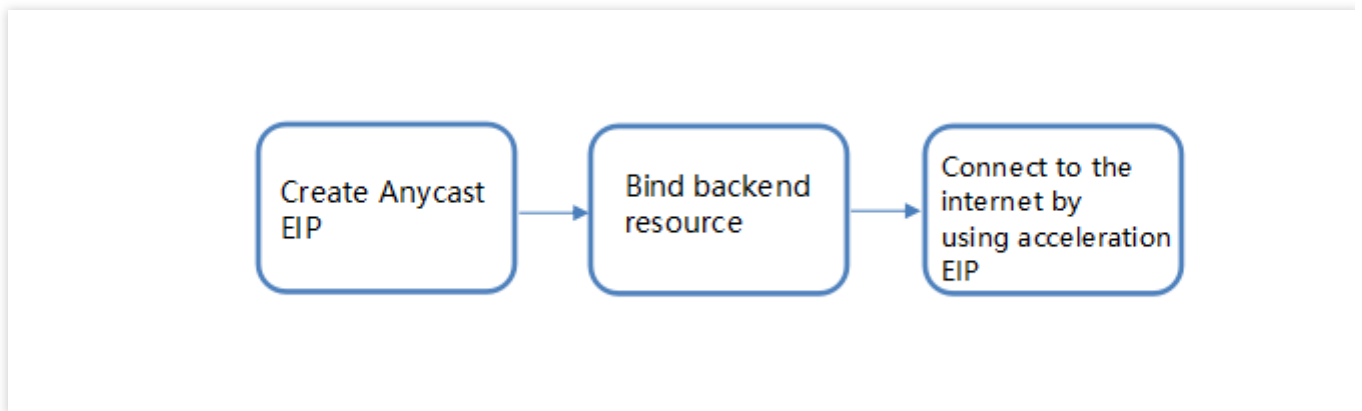 Create Anycast
EIP
Bind backend
resource
Connect to the
internet by
using acceleration
EIP